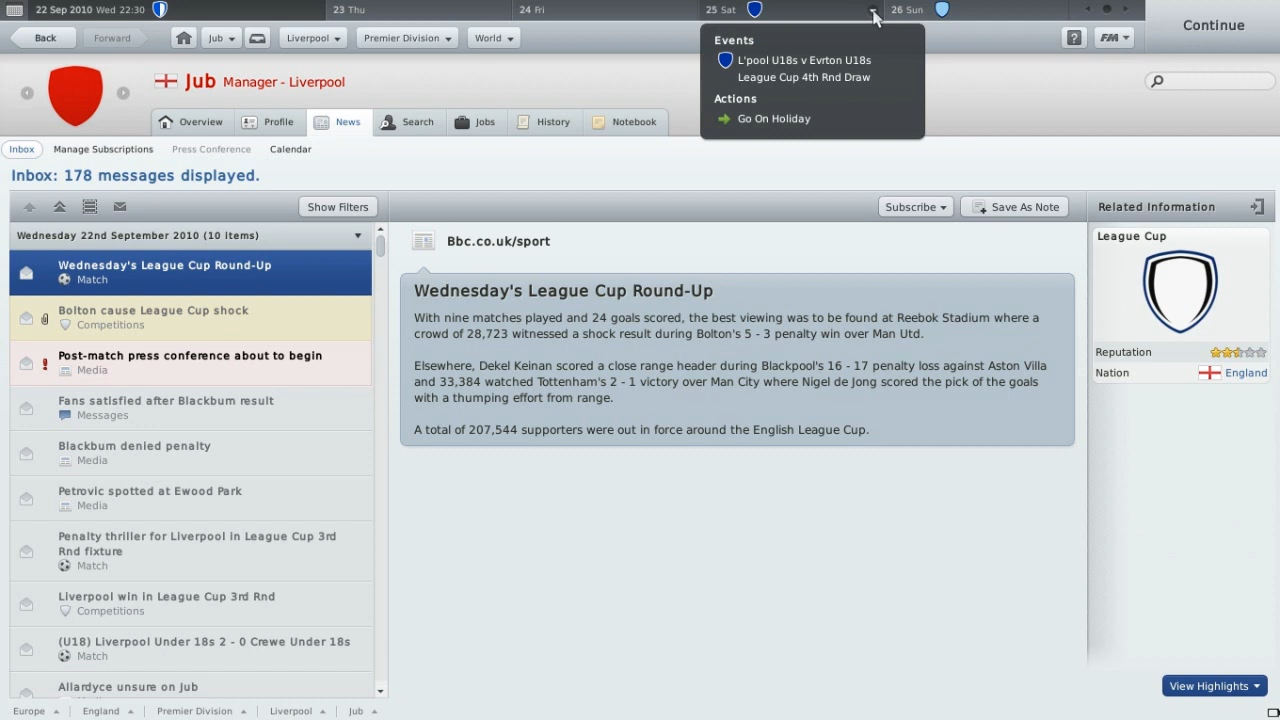 22 Sep 2010 Wed 22:30
23 Thu
24 Fri
25 Sat
26 Sun
Continue
Back
Forward
Jub
Liverpool
Premier Division
World
?
FM
Events
L'pool U18s v Evrton U18s
League Cup 4th Rnd Draw
Actions
Go On Holiday
Jub Manager - Liverpool
Overview
Profile
News
Search
Jobs
History
Notebook
Inbox
Manage Subscriptions
Press Conference
Calendar
Inbox: 178 messages displayed.
Show Filters
Subscribe
Save As Note
Related Information
Wednesday 22nd September 2010 (10 items)
Wednesday's League Cup Round-Up
Match
Bolton cause League Cup shock
Competitions
Post-match press conference about to begin
Media
Fans satisfied after Blackburn result
Messages
Blackburn denied penalty
Media
Petrovic spotted at Ewood Park
Media
Penalty thriller for Liverpool in League Cup 3rd
Rnd fixture
Match
Liverpool win in League Cup 3rd Rnd
Competitions
(U18) Liverpool Under 18s 2 - 0 Crewe Under 18s
Match
Allardyce unsure on Jub
Bbc.co.uk/sport
Wednesday's League Cup Round-Up
With nine matches played and 24 goals scored, the best viewing was to be found at Reebok Stadium where a
crowd of 28,723 witnessed a shock result during Bolton's 5 - 3 penalty win over Man Utd.
Elsewhere, Dekel Keinan scored a close range header during Blackpool's 16 - 17 penalty loss against Aston Villa
and 33,384 watched Tottenham's 2 - 1 victory over Man City where Nigel de Jong scored the pick of the goals
with a thumping effort from range.
A total of 207,544 supporters were out in force around the English League Cup.
League Cup
Reputation
Nation
England
View Highlights
Europe
England
Premier Division
Liverpool
Jub